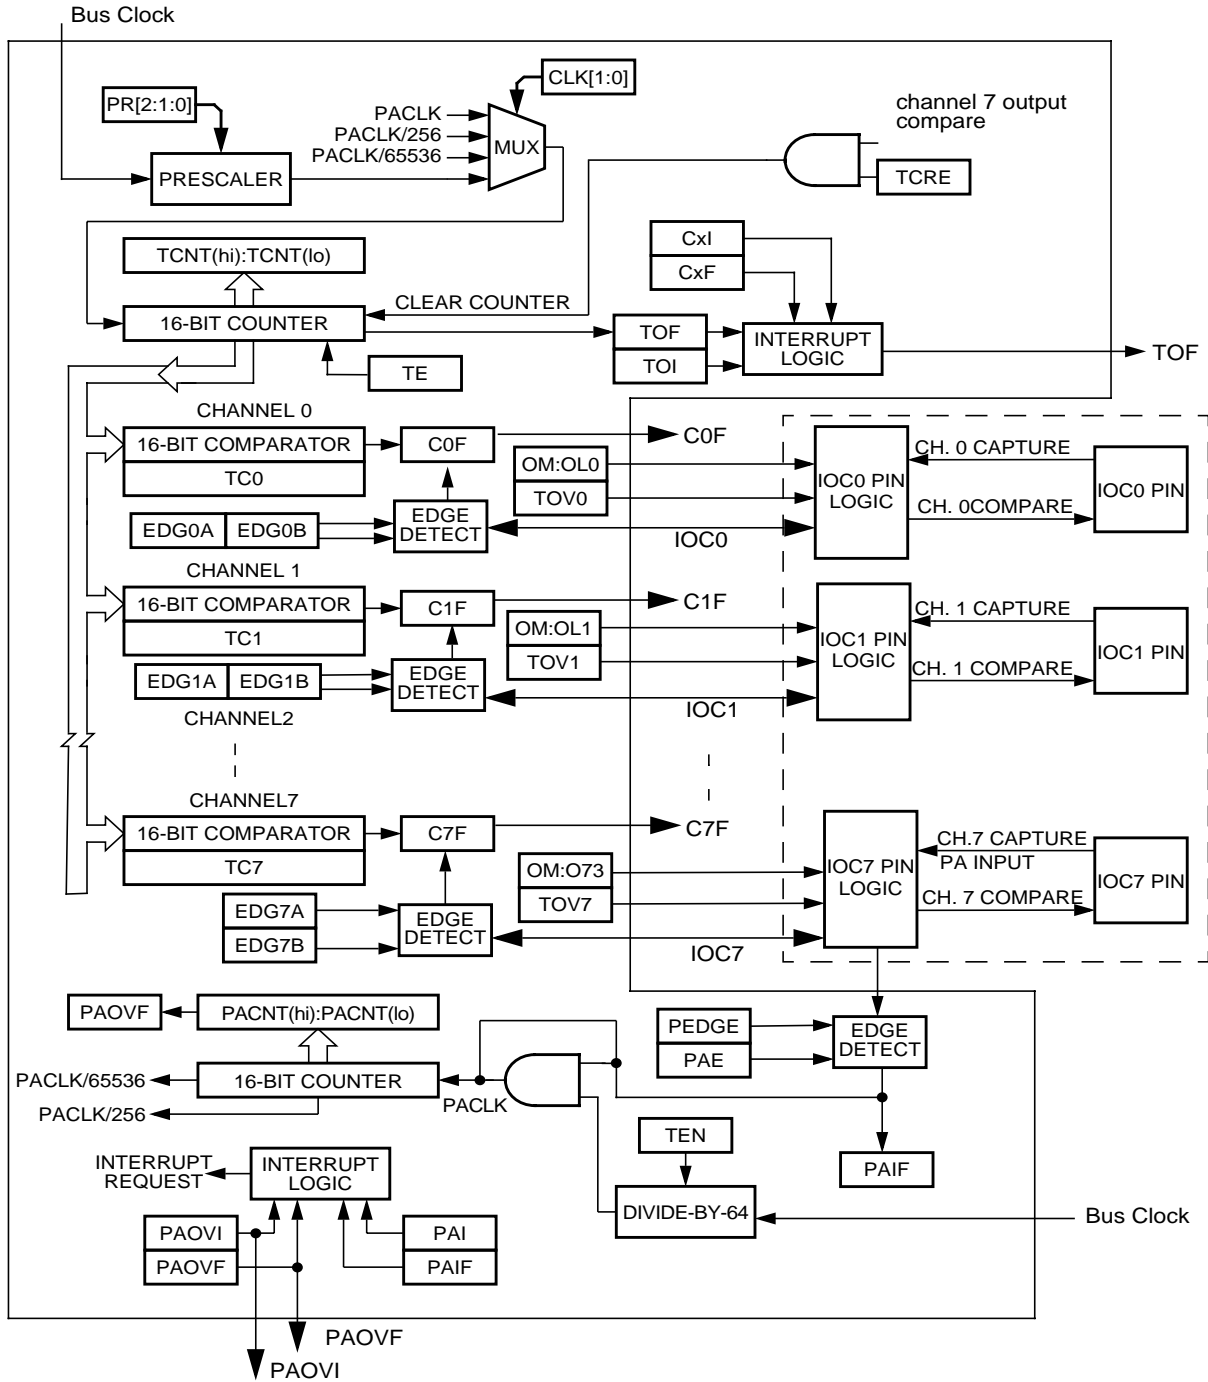 Bus Clock
PR[2:1:0]
CLK[1:0]
PACLK
PACLK/256
PACLK/65536
MUX
PRESCALER
channel 7 output
compare
TCRE
CxI
CxF
TCNT(hi):TCNT(lo)
CLEAR COUNTER
16-BIT COUNTER
TOF
TOI
INTERRUPT
LOGIC
TOF
TE
CHANNEL 0
16-BIT COMPARATOR
TC0
C0F
C0F
OM:OL0
TOV0
IOC0 PIN
LOGIC
CH. 0 CAPTURE
CH. 0COMPARE
IOC0 PIN
EDG0A
EDG0B
EDGE
DETECT
IOC0
CHANNEL 1
16-BIT COMPARATOR
TC1
C1F
C1F
OM:OL1
TOV1
IOC1 PIN
LOGIC
CH. 1 CAPTURE
CH. 1 COMPARE
IOC1 PIN
EDG1A
EDG1B
EDGE
DETECT
IOC1
CHANNEL2
CHANNEL7
16-BIT COMPARATOR
TC7
C7F
C7F
OM:O73
TOV7
IOC7 PIN
LOGIC
CH.7 CAPTURE
PA INPUT
CH. 7 COMPARE
IOC7 PIN
EDG7A
EDG7B
EDGE
DETECT
IOC7
PAOVF
PACNT(hi):PACNT(lo)
PEDGE
PAE
EDGE
DETECT
PACLK/65536
16-BIT COUNTER
PACLK
PACLK/256
TEN
PAIF
INTERRUPT
REQUEST
INTERRUPT
LOGIC
DIVIDE-BY-64
Bus Clock
PAOVI
PAOVF
PAI
PAIF
PAOVF
PAOVI